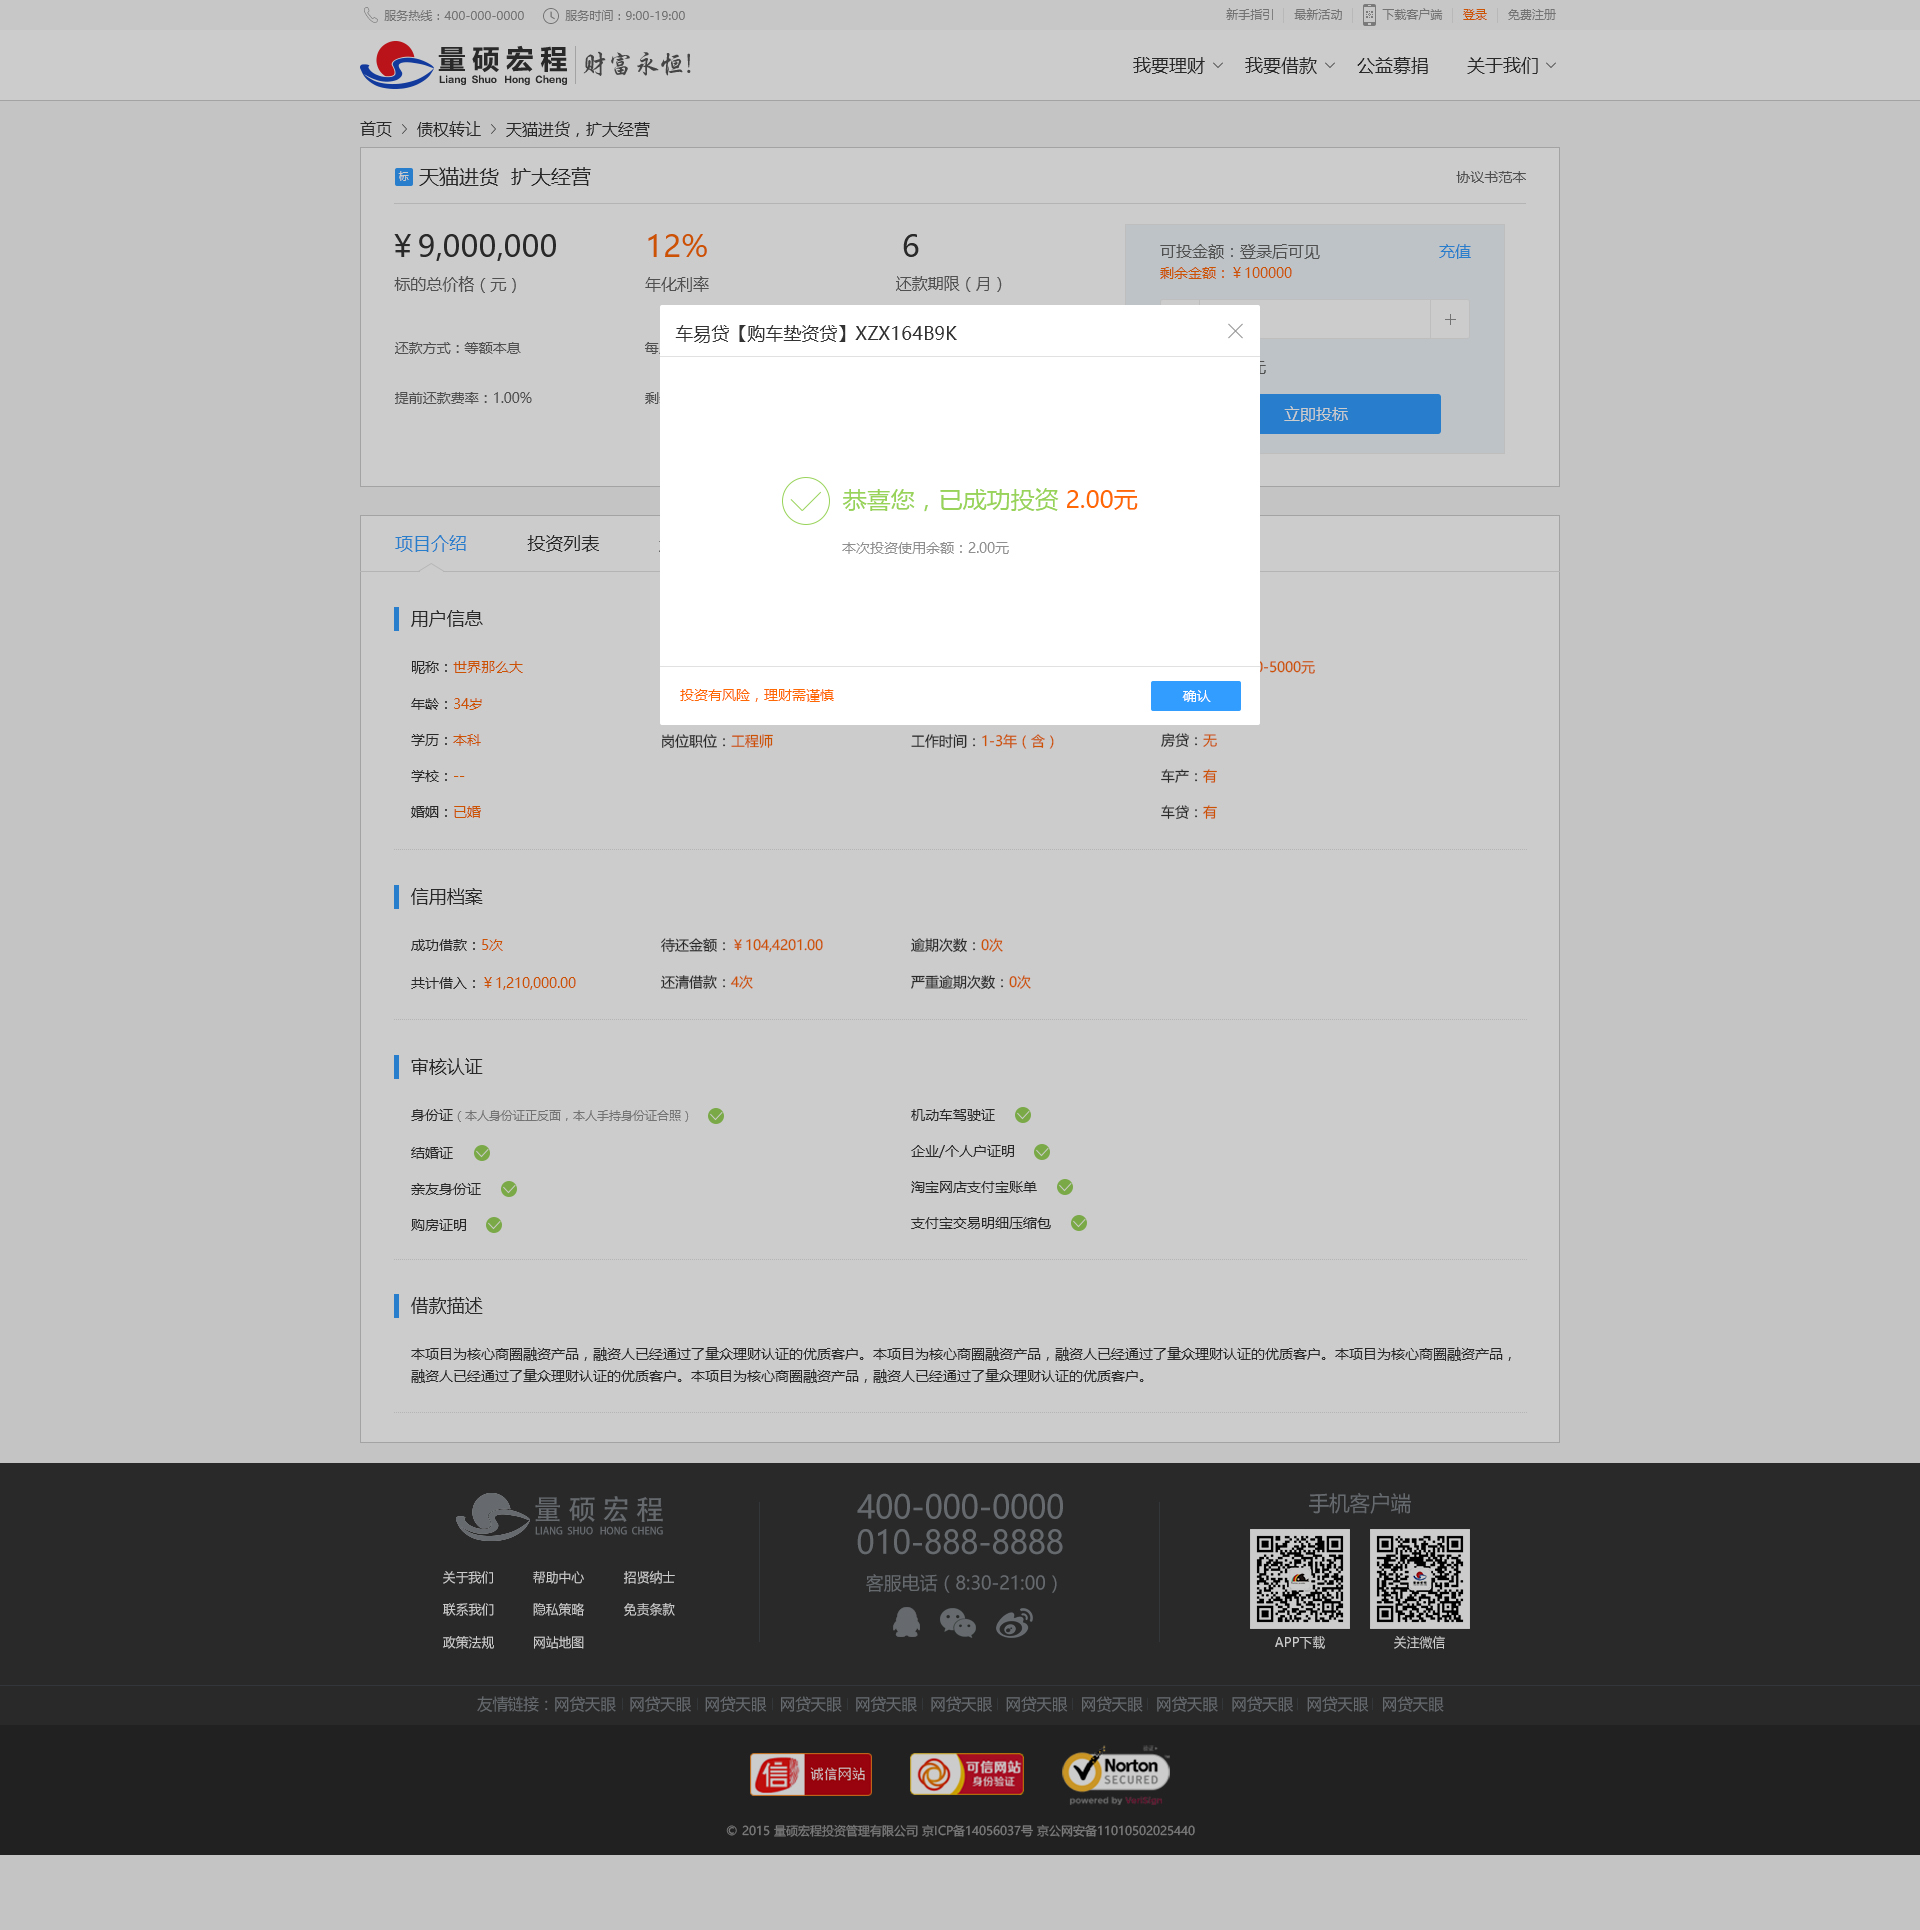 服务热线：400-000-0000 服务时间：9:00-19:00 新手指引 最新活动 下载客户端 登录 免费注册
量硕宏程 财富永恒!
Liang Shuo Hong Cheng
我要理财 我要借款 公益募捐 关于我们
首页 > 债权转让 > 天猫进货，扩大经营
标 天猫进货 扩大经营 协议书范本
￥9,000,000 12% 6
标的总价格（元） 年化利率 还款期限（月）
可投金额：登录后可见 充值
剩余金额：￥100000
+
元
立即投标
还款方式：等额本息 每
提前还款费率：1.00% 剩
车易贷【购车垫资贷】XZX164B9K
恭喜您，已成功投资 2.00元
本次投资使用余额：2.00元
投资有风险，理财需谨慎 确认
项目介绍 投资列表
用户信息
昵称：世界那么大 0-5000元
年龄：34岁
学历：本科 岗位职位：工程师 工作时间：1-3年（含） 房贷：无
学校：-- 车产：有
婚姻：已婚 车贷：有
信用档案
成功借款：5次 待还金额：￥104,4201.00 逾期次数：0次
共计借入：￥1,210,000.00 还清借款：4次 严重逾期次数：0次
审核认证
身份证（本人身份证正反面，本人手持身份证合照） 机动车驾驶证
结婚证 企业/个人户证明
亲友身份证 淘宝网店支付宝账单
购房证明 支付宝交易明细压缩包
借款描述
本项目为核心商圈融资产品，融资人已经通过了量众理财认证的优质客户。本项目为核心商圈融资产品，融资人已经通过了量众理财认证的优质客户。本项目为核心商圈融资产品，
融资人已经通过了量众理财认证的优质客户。本项目为核心商圈融资产品，融资人已经通过了量众理财认证的优质客户。
量硕宏程
LIANG SHUO HONG CHENG
关于我们 帮助中心 招贤纳士
联系我们 隐私策略 免责条款
政策法规 网站地图
400-000-0000
010-888-8888
客服电话（8:30-21:00）
手机客户端
APP下载 关注微信
友情链接：网贷天眼 网贷天眼 网贷天眼 网贷天眼 网贷天眼 网贷天眼 网贷天眼 网贷天眼 网贷天眼 网贷天眼 网贷天眼 网贷天眼
信 诚信网站
可信网站
身份验证
Norton
SECURED
powered by VeriSign
© 2015 量硕宏程投资管理有限公司 京ICP备14056037号 京公网安备11010502025440